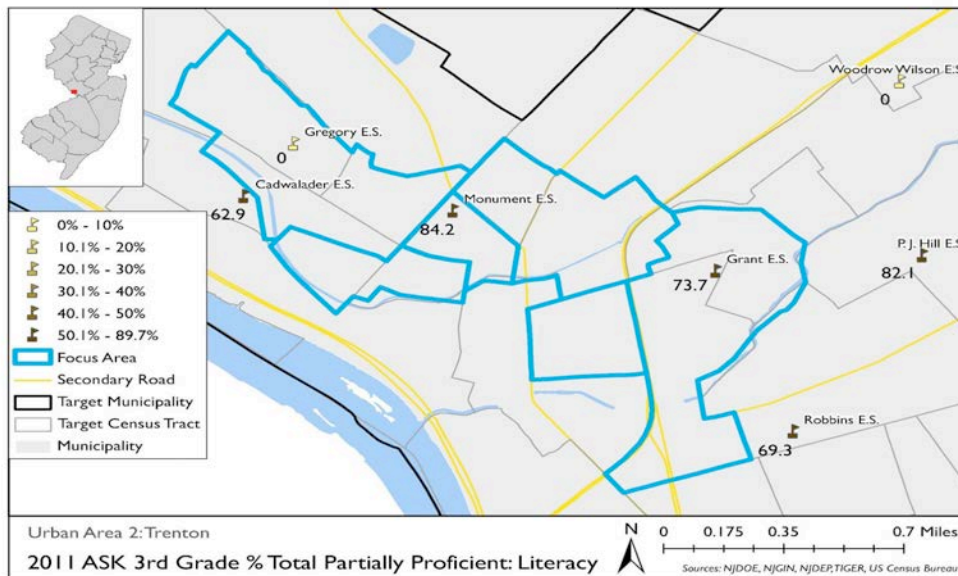 Woodrow Wilson E.S.
0
Gregory E.S.
0
Cadwalader E.S.
62.9
Monument E.S.
84.2
P. J. Hill E.S
82.1
Grant E.S.
73.7
Robbins E.S.
69.3
0% - 10%
10.1% - 20%
20.1% - 30%
30.1% - 40%
40.1% - 50%
50.1% - 89.7%
Focus Area
Secondary Road
Target Municipality
Target Census Tract
Municipality
Urban Area 2: Trenton
2011 ASK 3rd Grade % Total Partially Proficient: Literacy
N
0 0.175 0.35 0.7 Miles
Sources: NJDOE, NJGIN, NJDEP, TIGER, US Census Bureau